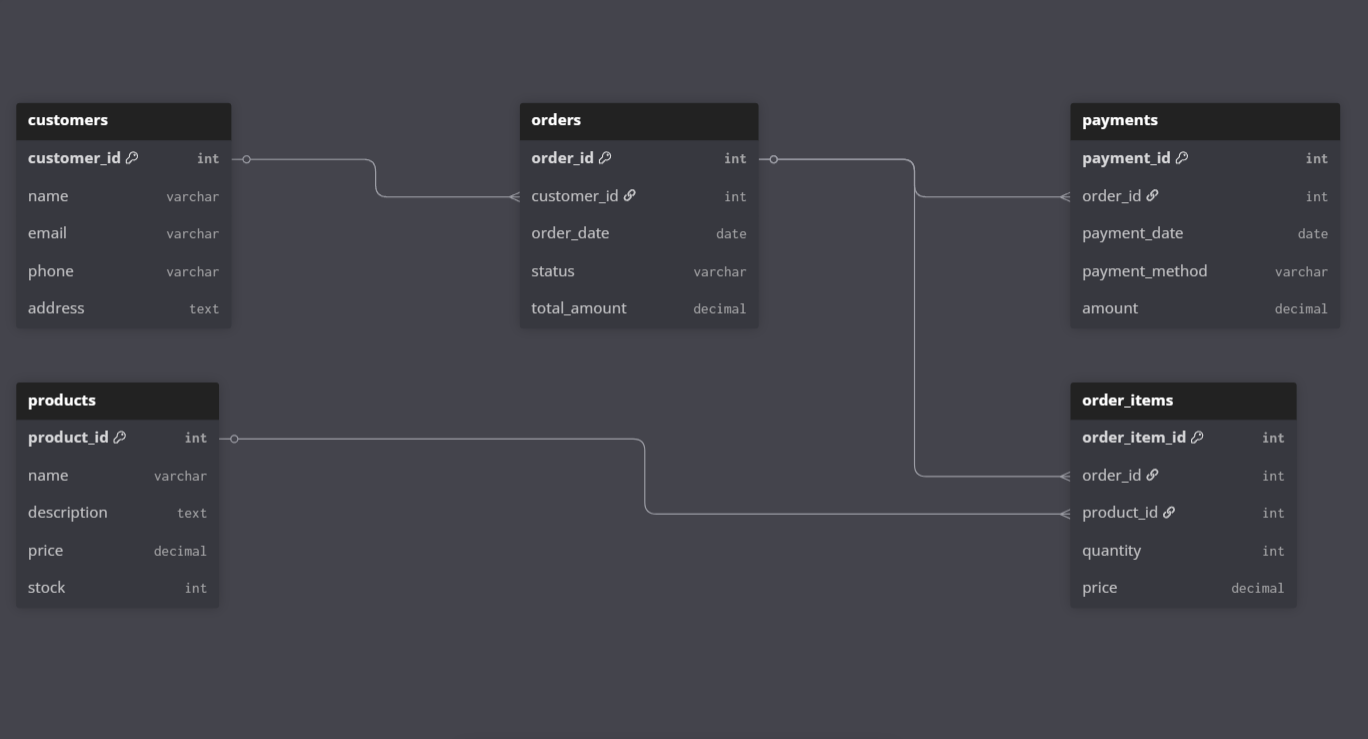 customers
customer_id int
name varchar
email varchar
phone varchar
address text
orders
order_id int
customer_id int
order_date date
status varchar
total_amount decimal
payments
payment_id int
order_id int
payment_date date
payment_method varchar
amount decimal
products
product_id int
name varchar
description text
price decimal
stock int
order_items
order_item_id int
order_id int
product_id int
quantity int
price decimal